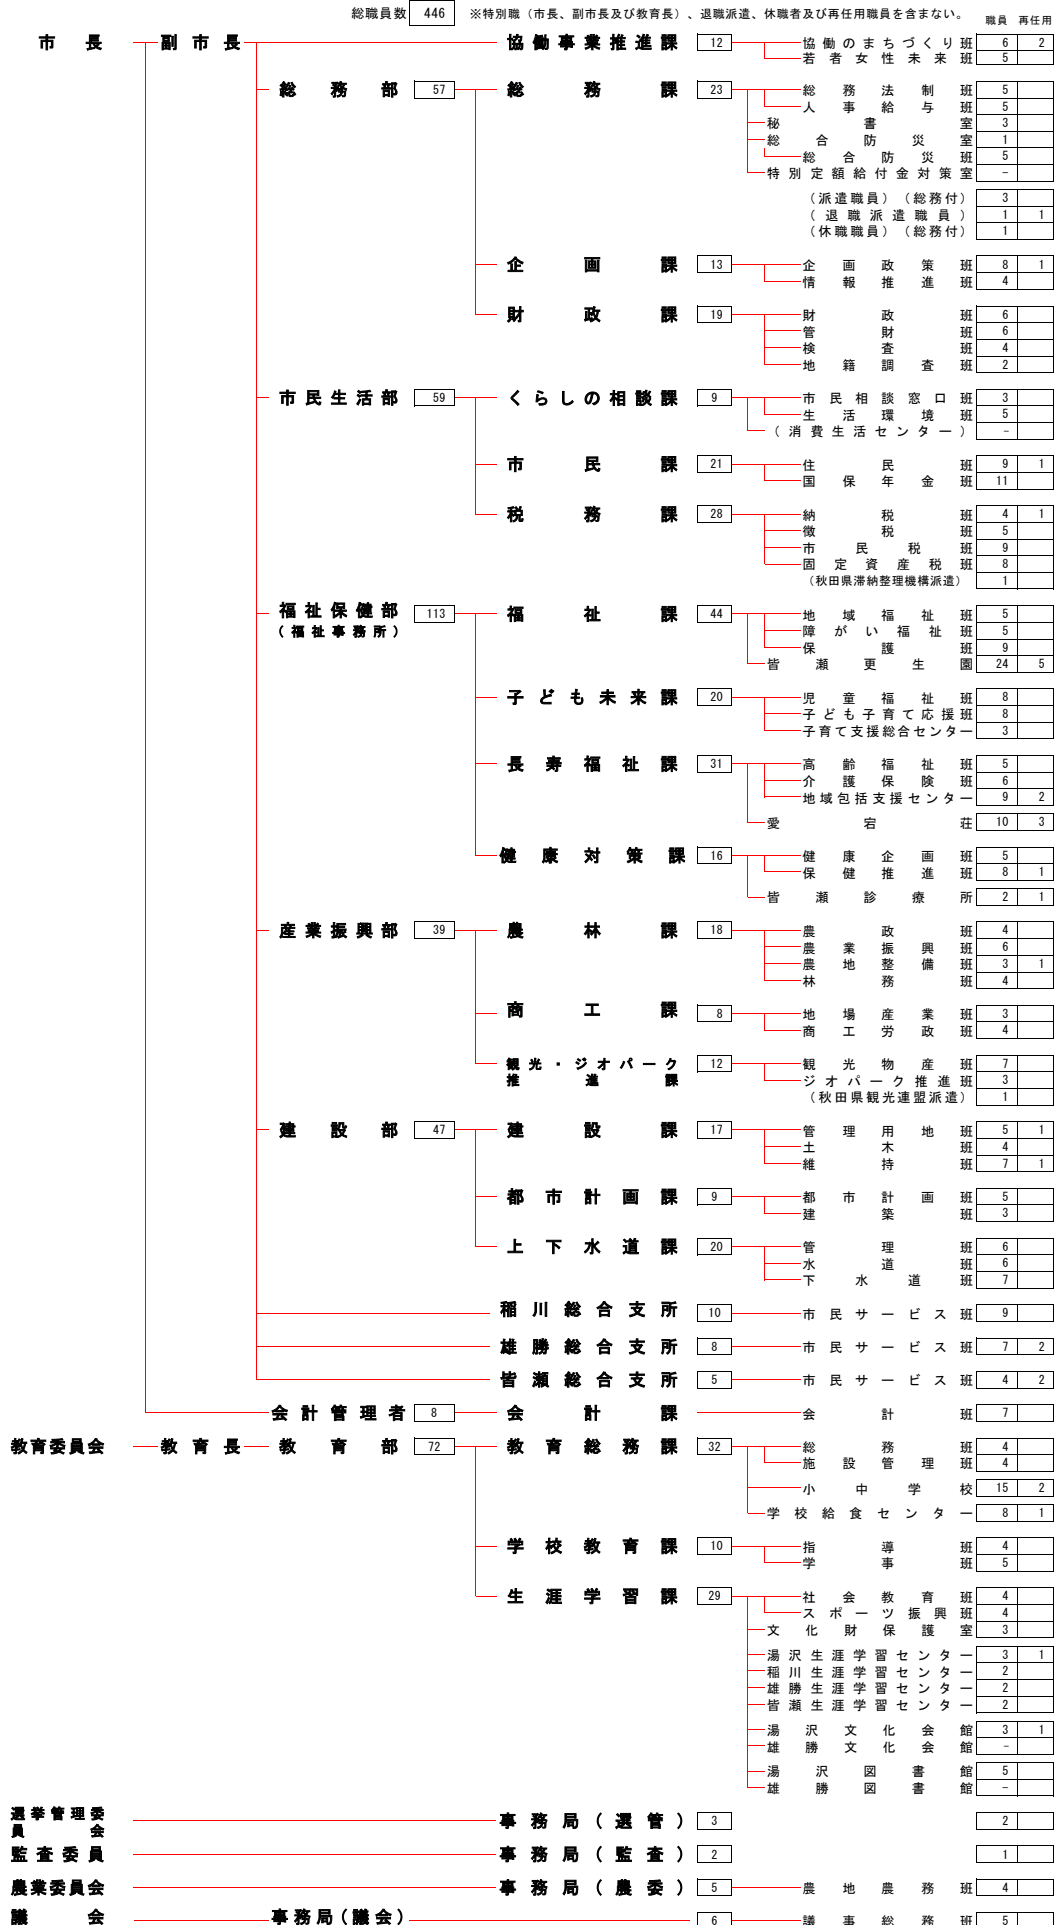 総職員数 446 ※特別職（市長、副市長及び教育長）、退職派遣、休職者及び再任用職員を含まない。 職員 再任用
市長 副市長 協働事業推進課 12 協働のまちづくり班 6 2
若者女性未来班 5
総務部 57 総務課 23 総務法制班 5
人事給与班 5
秘書室 3
総合防災室 1
総合防災班 5
特別定額給付金対策室 -
（派遣職員）（総務付） 3
（退職派遣職員） 1 1
（休職職員）（総務付） 1
企画課 13 企画政策班 8 1
情報推進班 4
財政課 19 財政班 6
管財班 6
検査班 4
地籍調査班 2
市民生活部 59 くらしの相談課 9 市民相談窓口班 3
生活環境班 5
（消費生活センター） -
市民課 21 住民班 9 1
国保年金班 11
税務課 28 納税班 4 1
徴税班 5
市民税班 9
固定資産税班 8
（秋田県滞納整理機構派遣） 1
福祉保健部 113 福祉課 44 地域福祉班 5
（福祉事務所） 障がい福祉班 5
保護班 9
皆瀬更生園 24 5
子ども未来課 20 児童福祉班 8
子ども子育て応援班 8
子育て支援総合センター 3
長寿福祉課 31 高齢福祉班 5
介護保険班 6
地域包括支援センター 9 2
愛宕荘 10 3
健康対策課 16 健康企画班 5
保健推進班 8 1
皆瀬診療所 2 1
産業振興部 39 農林課 18 農政班 4
農業振興班 6
農地整備班 3 1
林務班 4
商工課 8 地場産業班 3
商工労政班 4
観光・ジオパーク 12 観光物産班 7
推進課 ジオパーク推進班 3
（秋田県観光連盟派遣） 1
建設部 47 建設課 17 管理用地班 5 1
土木班 4
維持班 7 1
都市計画課 9 都市計画班 5
建築班 3
上下水道課 20 管理班 6
水道班 6
下水道班 7
稲川総合支所 10 市民サービス班 9
雄勝総合支所 8 市民サービス班 7 2
皆瀬総合支所 5 市民サービス班 4 2
会計管理者 8 会計課 会計班 7
教育委員会 教育長 教育部 72 教育総務課 32 総務班 4
施設管理班 4
小中学校 15 2
学校給食センター 8 1
学校教育課 10 指導班 4
学事班 5
生涯学習課 29 社会教育班 4
スポーツ振興班 4
文化財保護室 3
湯沢生涯学習センター 3 1
稲川生涯学習センター 2
雄勝生涯学習センター 2
皆瀬生涯学習センター 2
湯沢文化会館 3 1
雄勝文化会館 -
湯沢図書館 5
雄勝図書館 -
選挙管理委
員会 事務局（選管） 3 2
監査委員 事務局（監査） 2 1
農業委員会 事務局（農委） 5 農地農務班 4
議会 事務局（議会） 6 議事総務班 5